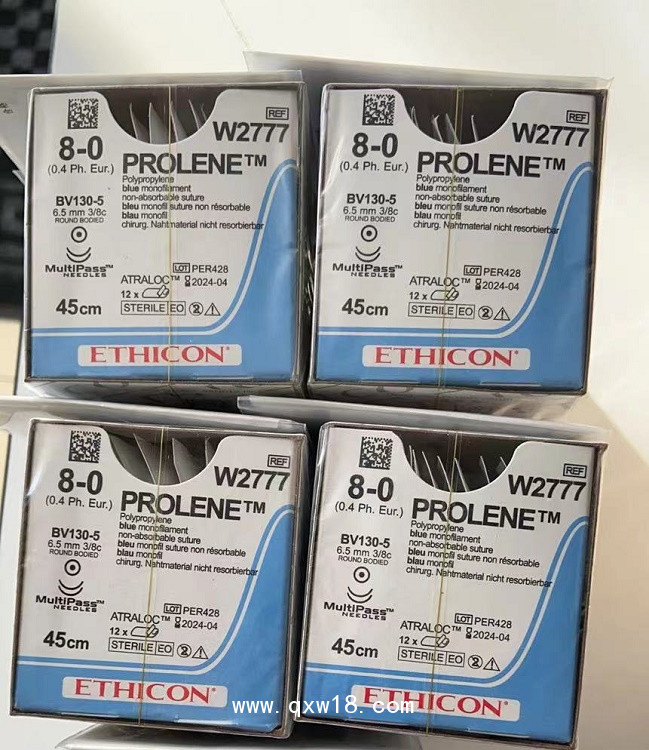 REF
8-0
W2777
(0.4 Ph. Eur.)
PROLENE™
Polypropylene
blue monofilament
BV130-5
non-absorbable suture
6.5 mm 3/8c
bleu monofil suture non résorbable
ROUND BODIED
blau monofil
chirurg. Nahtmaterial nicht resorbierbar
MultiPass™
NEEDLES
LOT PER428
ATRALOC™
2024-04
12 x
45cm
STERILE EO
2
ETHICON®
REF
8-0
W2777
(0.4 Ph. Eur.)
PROLENE™
Polypropylene
blue monofilament
BV130-5
non-absorbable suture
6.5 mm 3/8c
bleu monofil suture non résorbable
ROUND BODIED
blau monofil
chirurg. Nahtmaterial nicht resorbierbar
MultiPass™
NEEDLES
LOT PER428
ATRALOC™
2024-04
12 x
45cm
STERILE EO
2
ETHICON®
REF
8-0
W2777
(0.4 Ph. Eur.)
PROLENE™
Polypropylene
blue monofilament
BV130-5
non-absorbable suture
6.5 mm 3/8c
bleu monofil suture non résorbable
ROUND BODIED
blau monofil
chirurg. Nahtmaterial nicht resorbierbar
MultiPass™
NEEDLES
LOT PER428
ATRALOC™
2024-04
12 x
45cm
STERILE EO
2
ETHICON®
REF
8-0
W2777
(0.4 Ph. Eur.)
PROLENE™
Polypropylene
blue monofilament
BV130-5
non-absorbable suture
6.5 mm 3/8c
bleu monofil suture non résorbable
ROUND BODIED
blau monofil
chirurg. Nahtmaterial nicht resorbierbar
MultiPass™
NEEDLES
LOT PER428
ATRALOC™
2024-04
12 x
45cm
STERILE EO
2
ETHICON®
www.qxw18.com